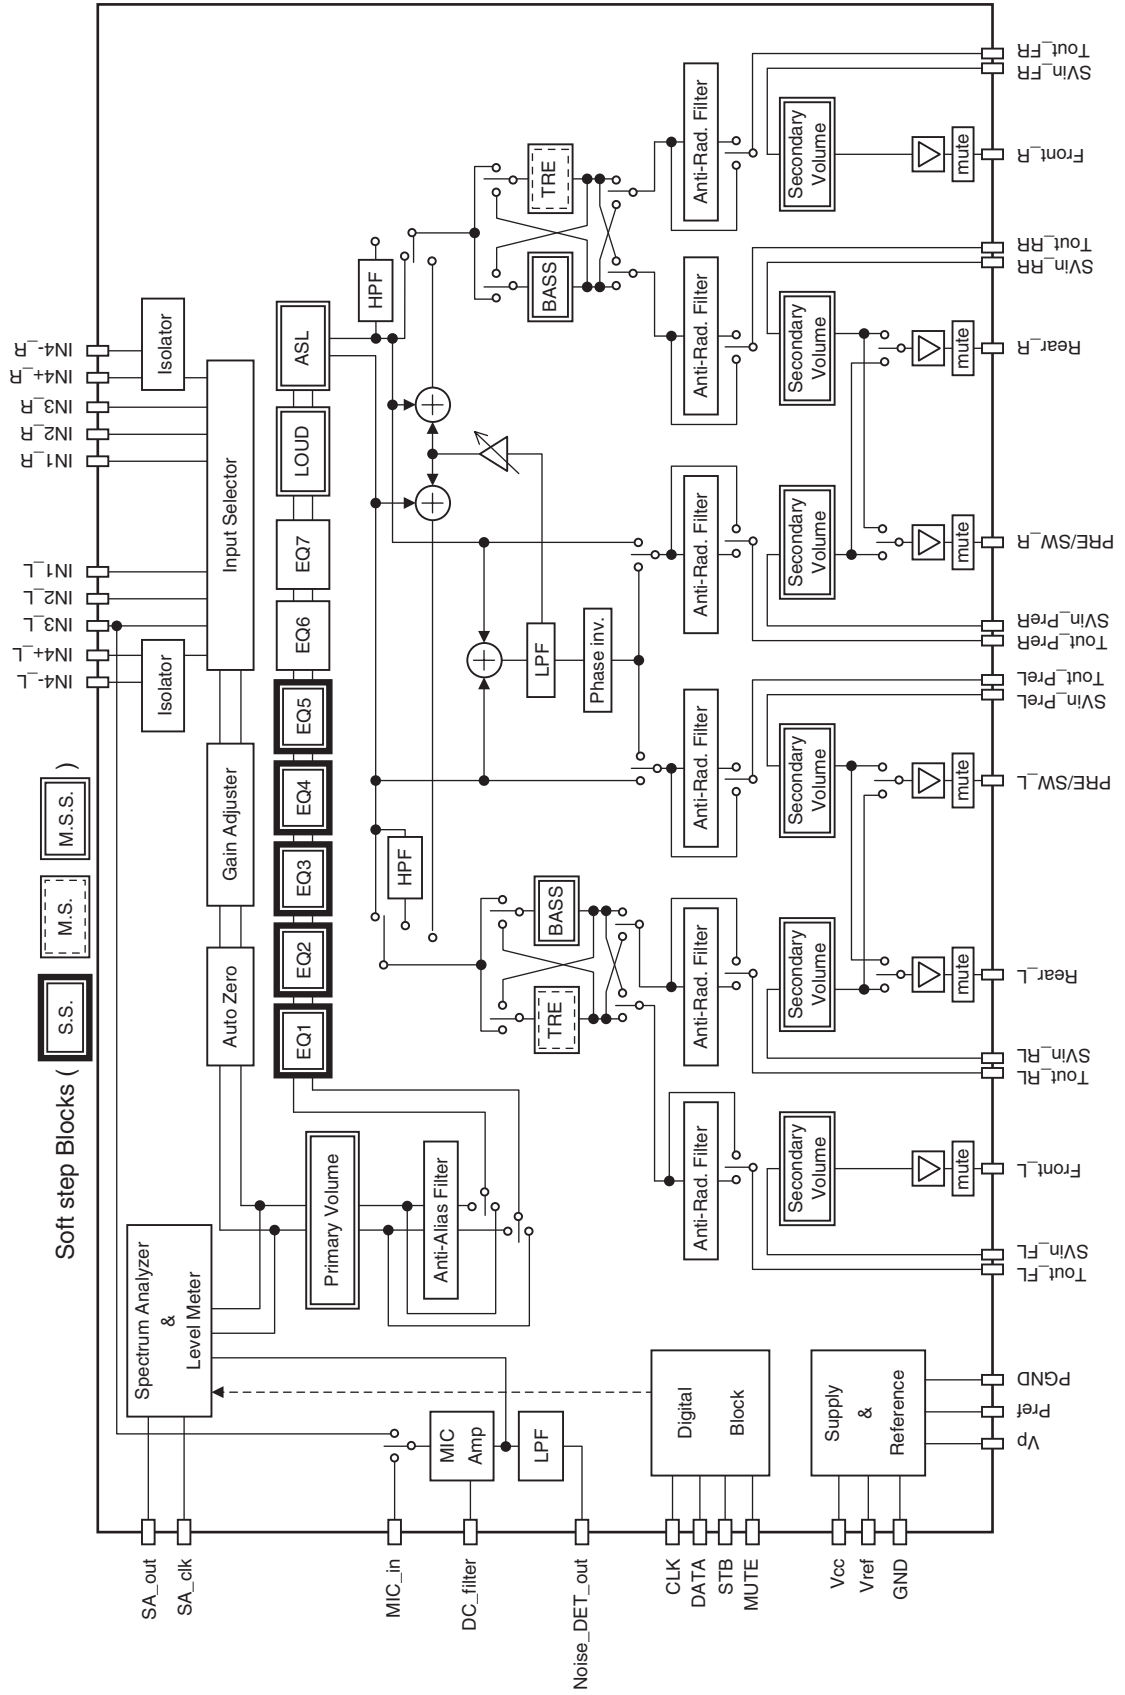 Soft step Blocks ( S.S. M.S. M.S.S. )
IN4-_L
IN4+_L
IN3_L
IN2_L
IN1_L
IN1_R
IN2_R
IN3_R
IN4+_R
IN4-_R
Isolator
Isolator
Input Selector
Gain Adjuster
Auto Zero
Spectrum Analyzer
&
Level Meter
SA_out
SA_clk
EQ1
EQ2
EQ3
EQ4
EQ5
EQ6
EQ7
LOUD
ASL
Primary Volume
Anti-Alias Filter
HPF
HPF
MIC_in
MIC
Amp
DC_filter
LPF
Noise_DET_out
LPF
Phase inv.
TRE
BASS
BASS
TRE
CLK
DATA
STB
MUTE
Digital
Block
Anti-Rad. Filter
Anti-Rad. Filter
Anti-Rad. Filter
Anti-Rad. Filter
Anti-Rad. Filter
Anti-Rad. Filter
Vcc
Vref
GND
Supply
&
Reference
Secondary
Volume
Secondary
Volume
Secondary
Volume
Secondary
Volume
Secondary
Volume
Secondary
Volume
mute
mute
mute
mute
mute
mute
Vp
Pref
PGND
Tout_FL
SVin_FL
Front_L
Tout_RL
SVin_RL
Rear_L
PRE/SW_L
SVin_PreL
Tout_PreL
Tout_PreR
SVin_PreR
PRE/SW_R
Rear_R
SVin_RR
Tout_RR
Front_R
SVin_FR
Tout_FR